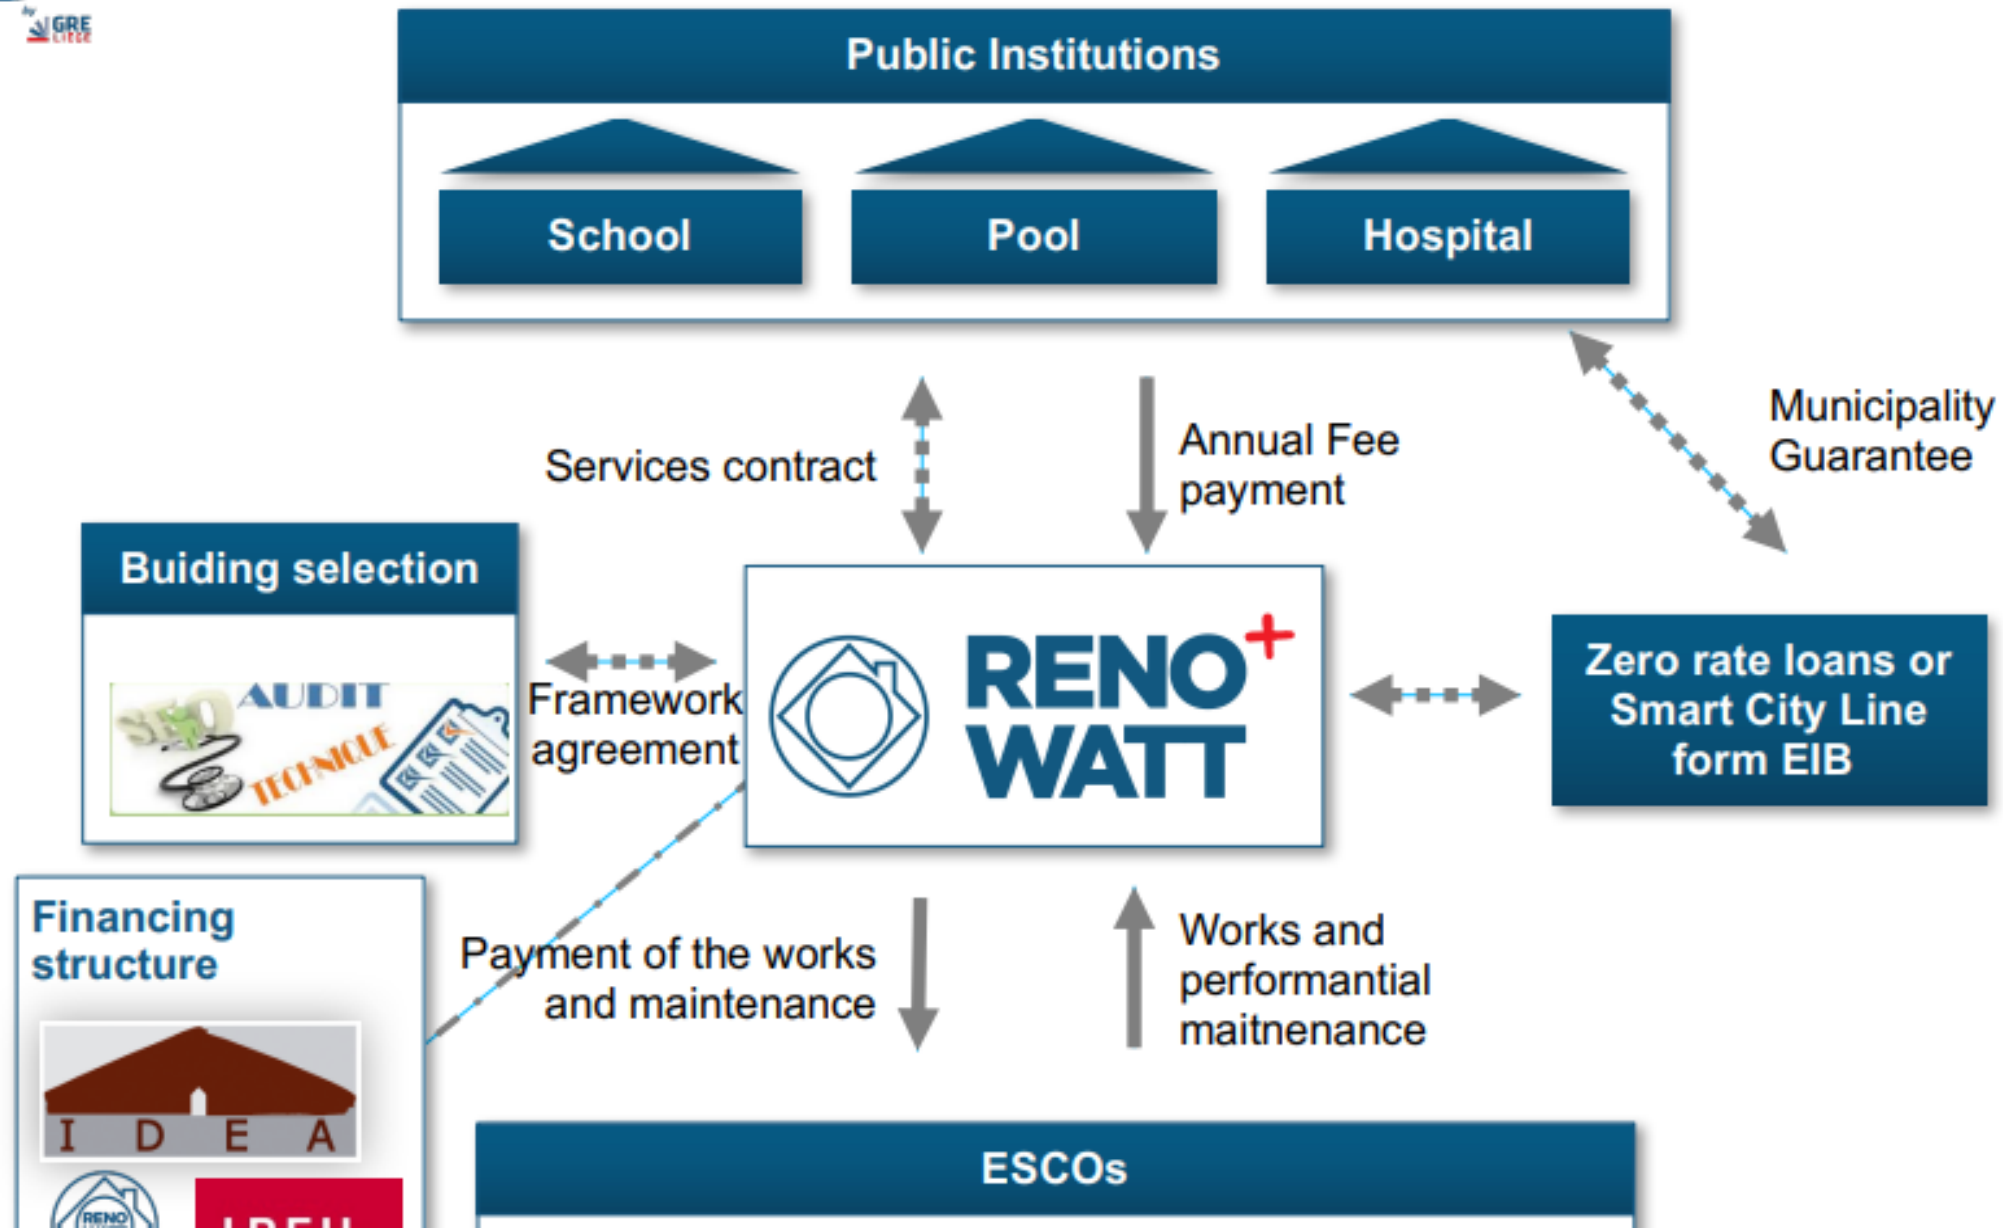 by
GRE
LIEGE
Public Institutions
School
Pool
Hospital
Services contract
Annual Fee
payment
Municipality
Guarantee
Buiding selection
SEO
AUDIT
TECHNIQUE
Framework
agreement
RENO+
WATT
Zero rate loans or
Smart City Line
form EIB
Financing
structure
I D E A
RENO
Payment of the works
and maintenance
Works and
performantial
maitnenance
ESCOs